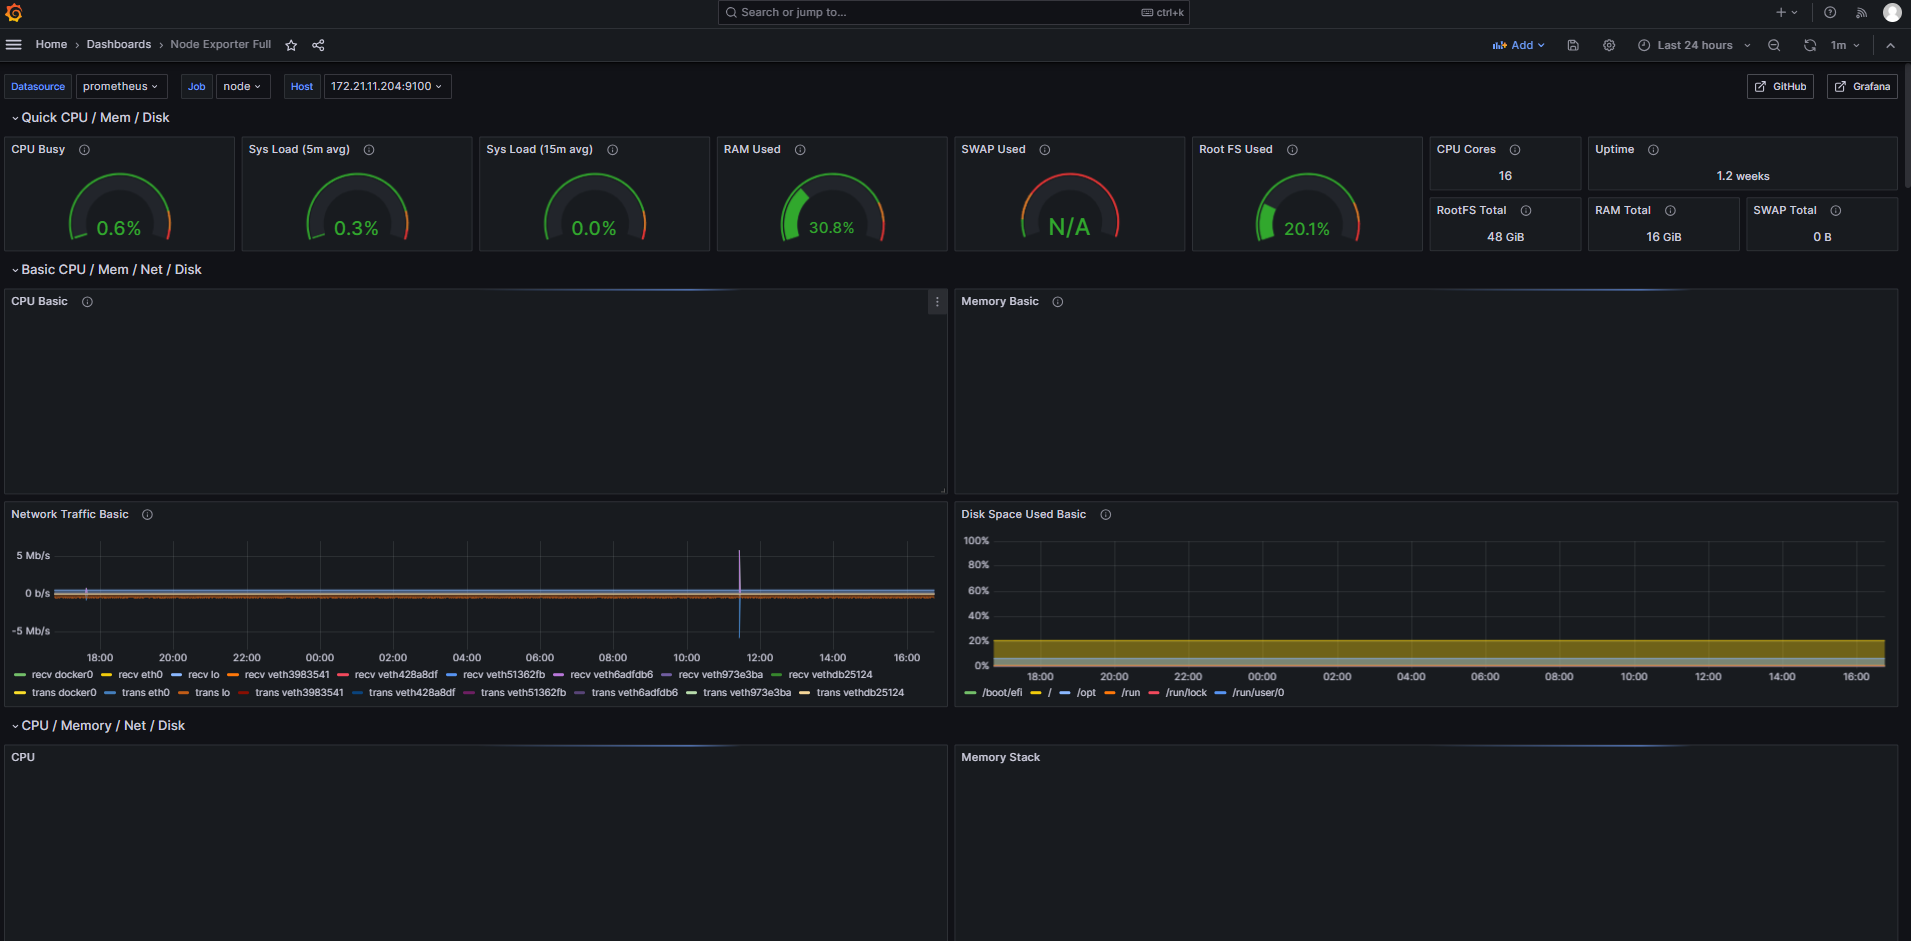 Search or jump to... ctrl+k
Home › Dashboards › Node Exporter Full Add Last 24 hours 1m
Datasource prometheus Job node Host 172.21.11.204:9100 GitHub Grafana
Quick CPU / Mem / Disk
CPU Busy Sys Load (5m avg) Sys Load (15m avg) RAM Used SWAP Used Root FS Used CPU Cores Uptime
16 1.2 weeks
RootFS Total RAM Total SWAP Total
0.6% 0.3% 0.0% 30.8% N/A 20.1% 48 GiB 16 GiB 0 B
Basic CPU / Mem / Net / Disk
CPU Basic Memory Basic
Network Traffic Basic
5 Mb/s
0 b/s
-5 Mb/s
18:00 20:00 22:00 00:00 02:00 04:00 06:00 08:00 10:00 12:00 14:00 16:00
recv docker0 recv eth0 recv lo recv veth3983541 recv veth428a8df recv veth51362fb recv veth6adfdb6 recv veth973e3ba recv vethdb25124
trans docker0 trans eth0 trans lo trans veth3983541 trans veth428a8df trans veth51362fb trans veth6adfdb6 trans veth973e3ba trans vethdb25124
Disk Space Used Basic
100%
80%
60%
40%
20%
0%
18:00 20:00 22:00 00:00 02:00 04:00 06:00 08:00 10:00 12:00 14:00 16:00
/boot/efi / /opt /run /run/lock /run/user/0
CPU / Memory / Net / Disk
CPU Memory Stack